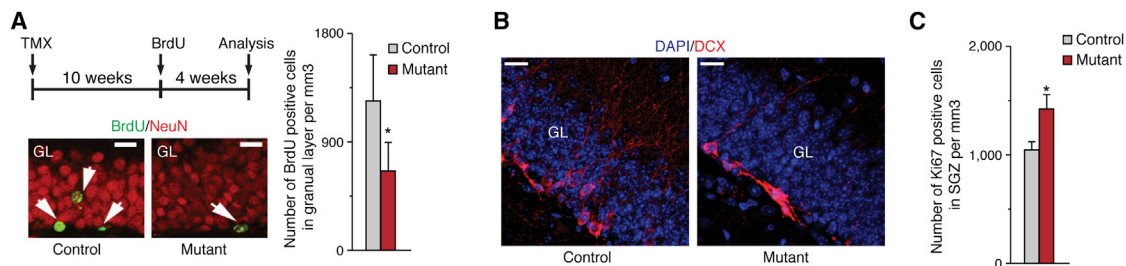 A
TMX
BrdU
Analysis
10 weeks
4 weeks
BrdU/NeuN
GL
GL
Control
Mutant
Number of BrdU positive cells
in granual layer per mm3
1800
900
0
Control
Mutant
*
B
DAPI/DCX
GL
GL
Control
Mutant
C
Number of Ki67 positive cells
in SGZ per mm3
2,000
1,000
0
Control
Mutant
*